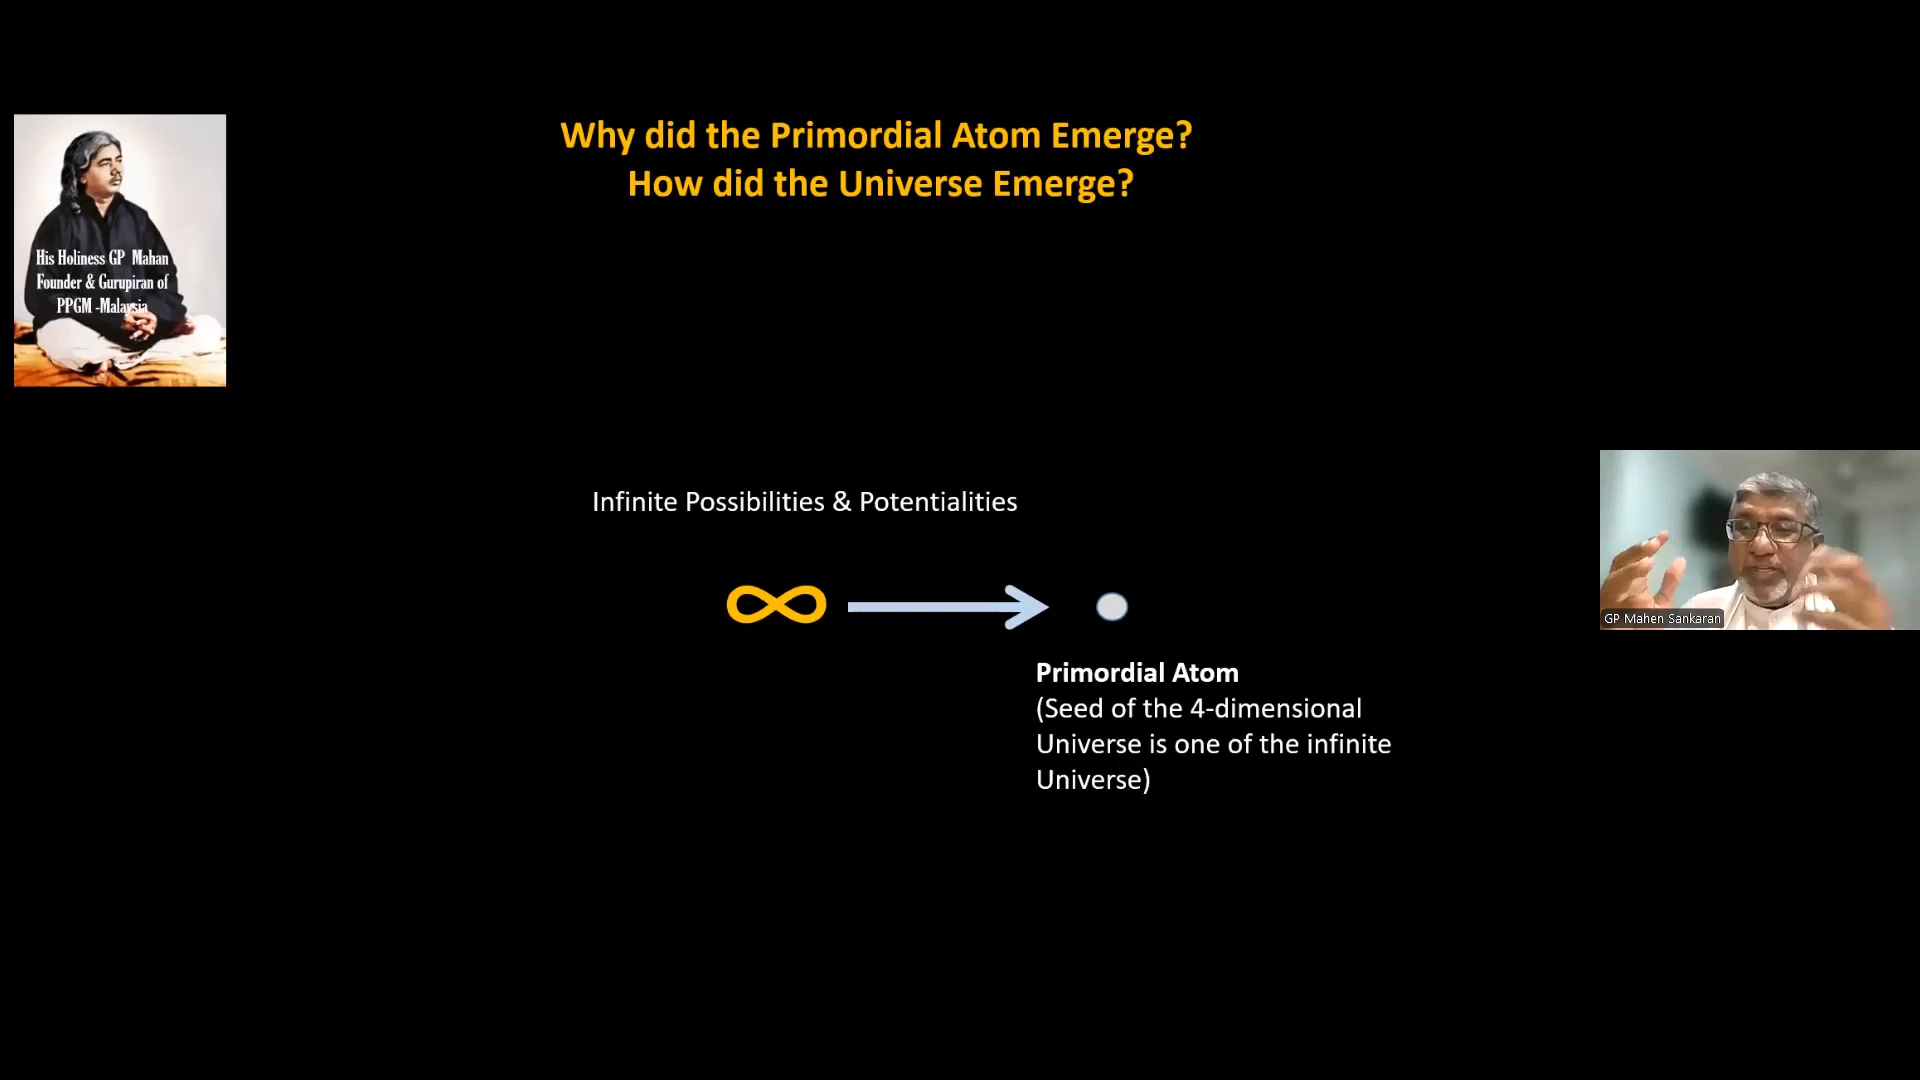 Why did the Primordial Atom Emerge?
How did the Universe Emerge?
His Holiness GP Mahan
Founder & Gurupiran of
PPGM -Malaysia
Infinite Possibilities & Potentialities
∞
GP Mahen Sankaran
Primordial Atom
(Seed of the 4-dimensional
Universe is one of the infinite
Universe)